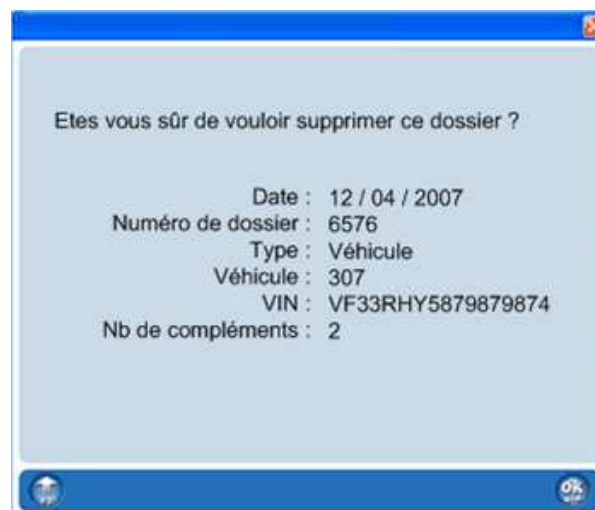 Etes vous sûr de vouloir supprimer ce dossier ?
Date : 12 / 04 / 2007
Numéro de dossier : 6576
Type : Véhicule
Véhicule : 307
VIN : VF33RHY5879879874
Nb de compléments : 2
OK